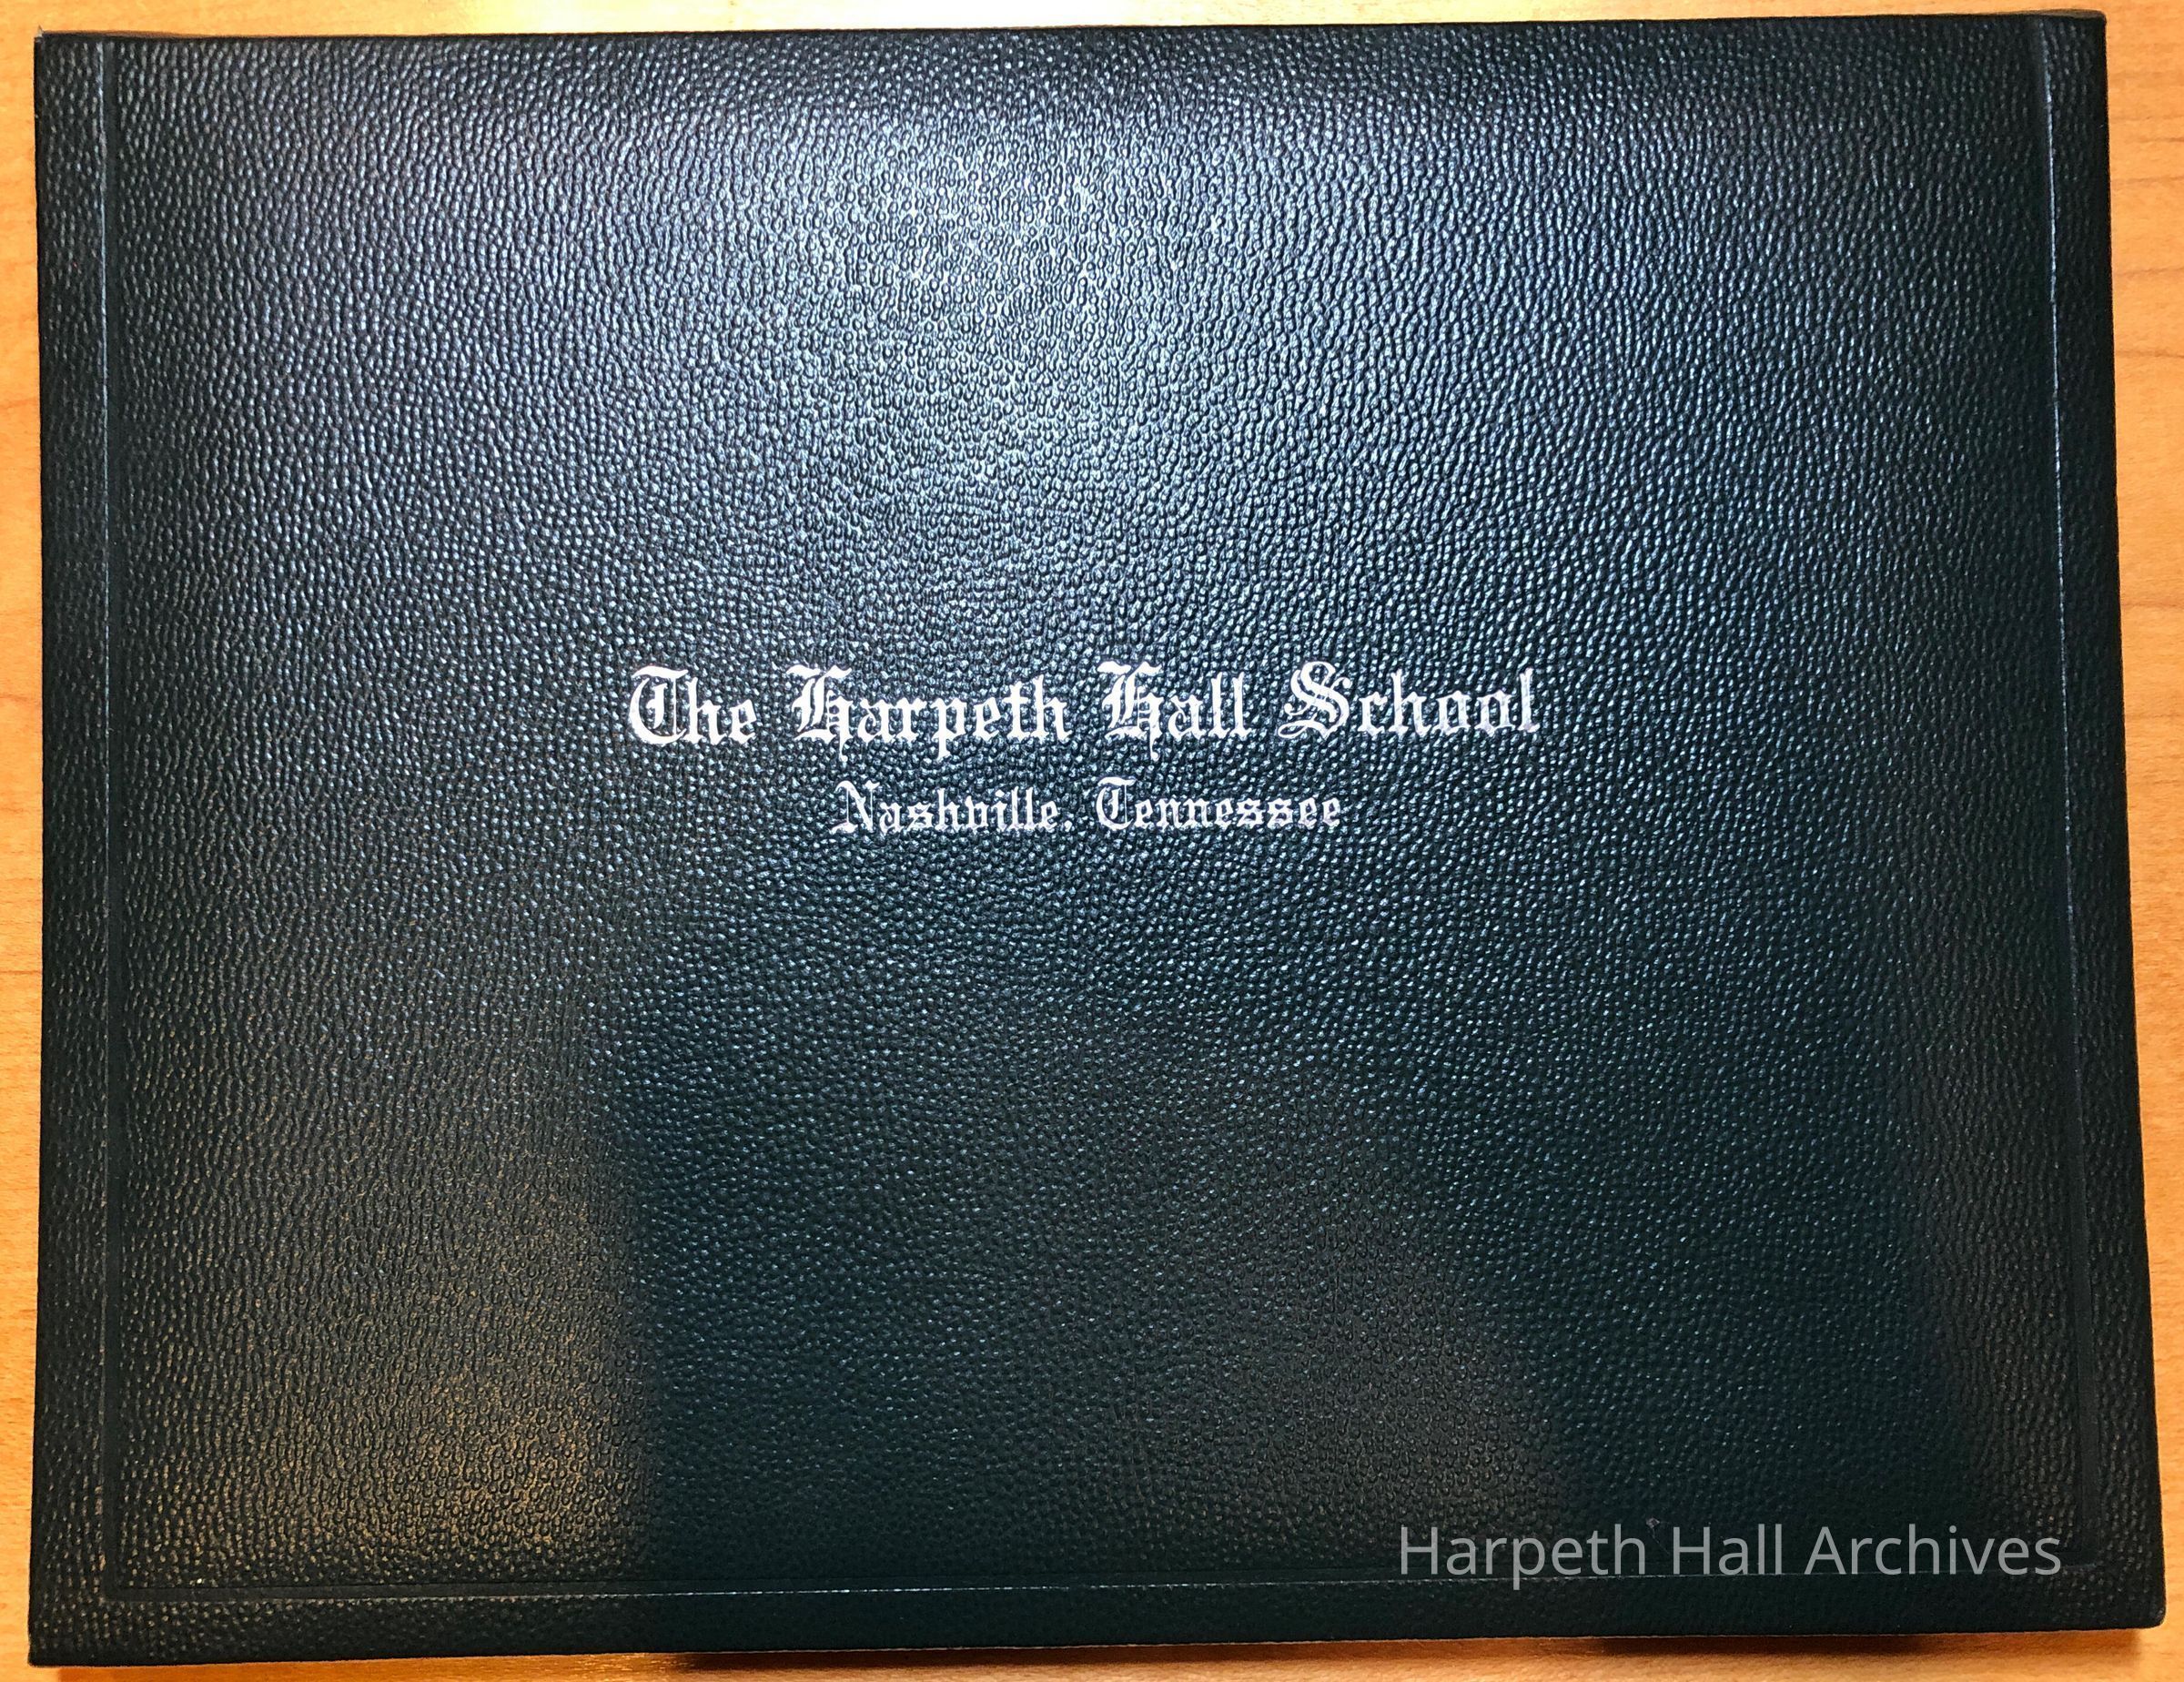 The Harpeth Hall School
Nashville, Tennessee
Harpeth Hall Archives